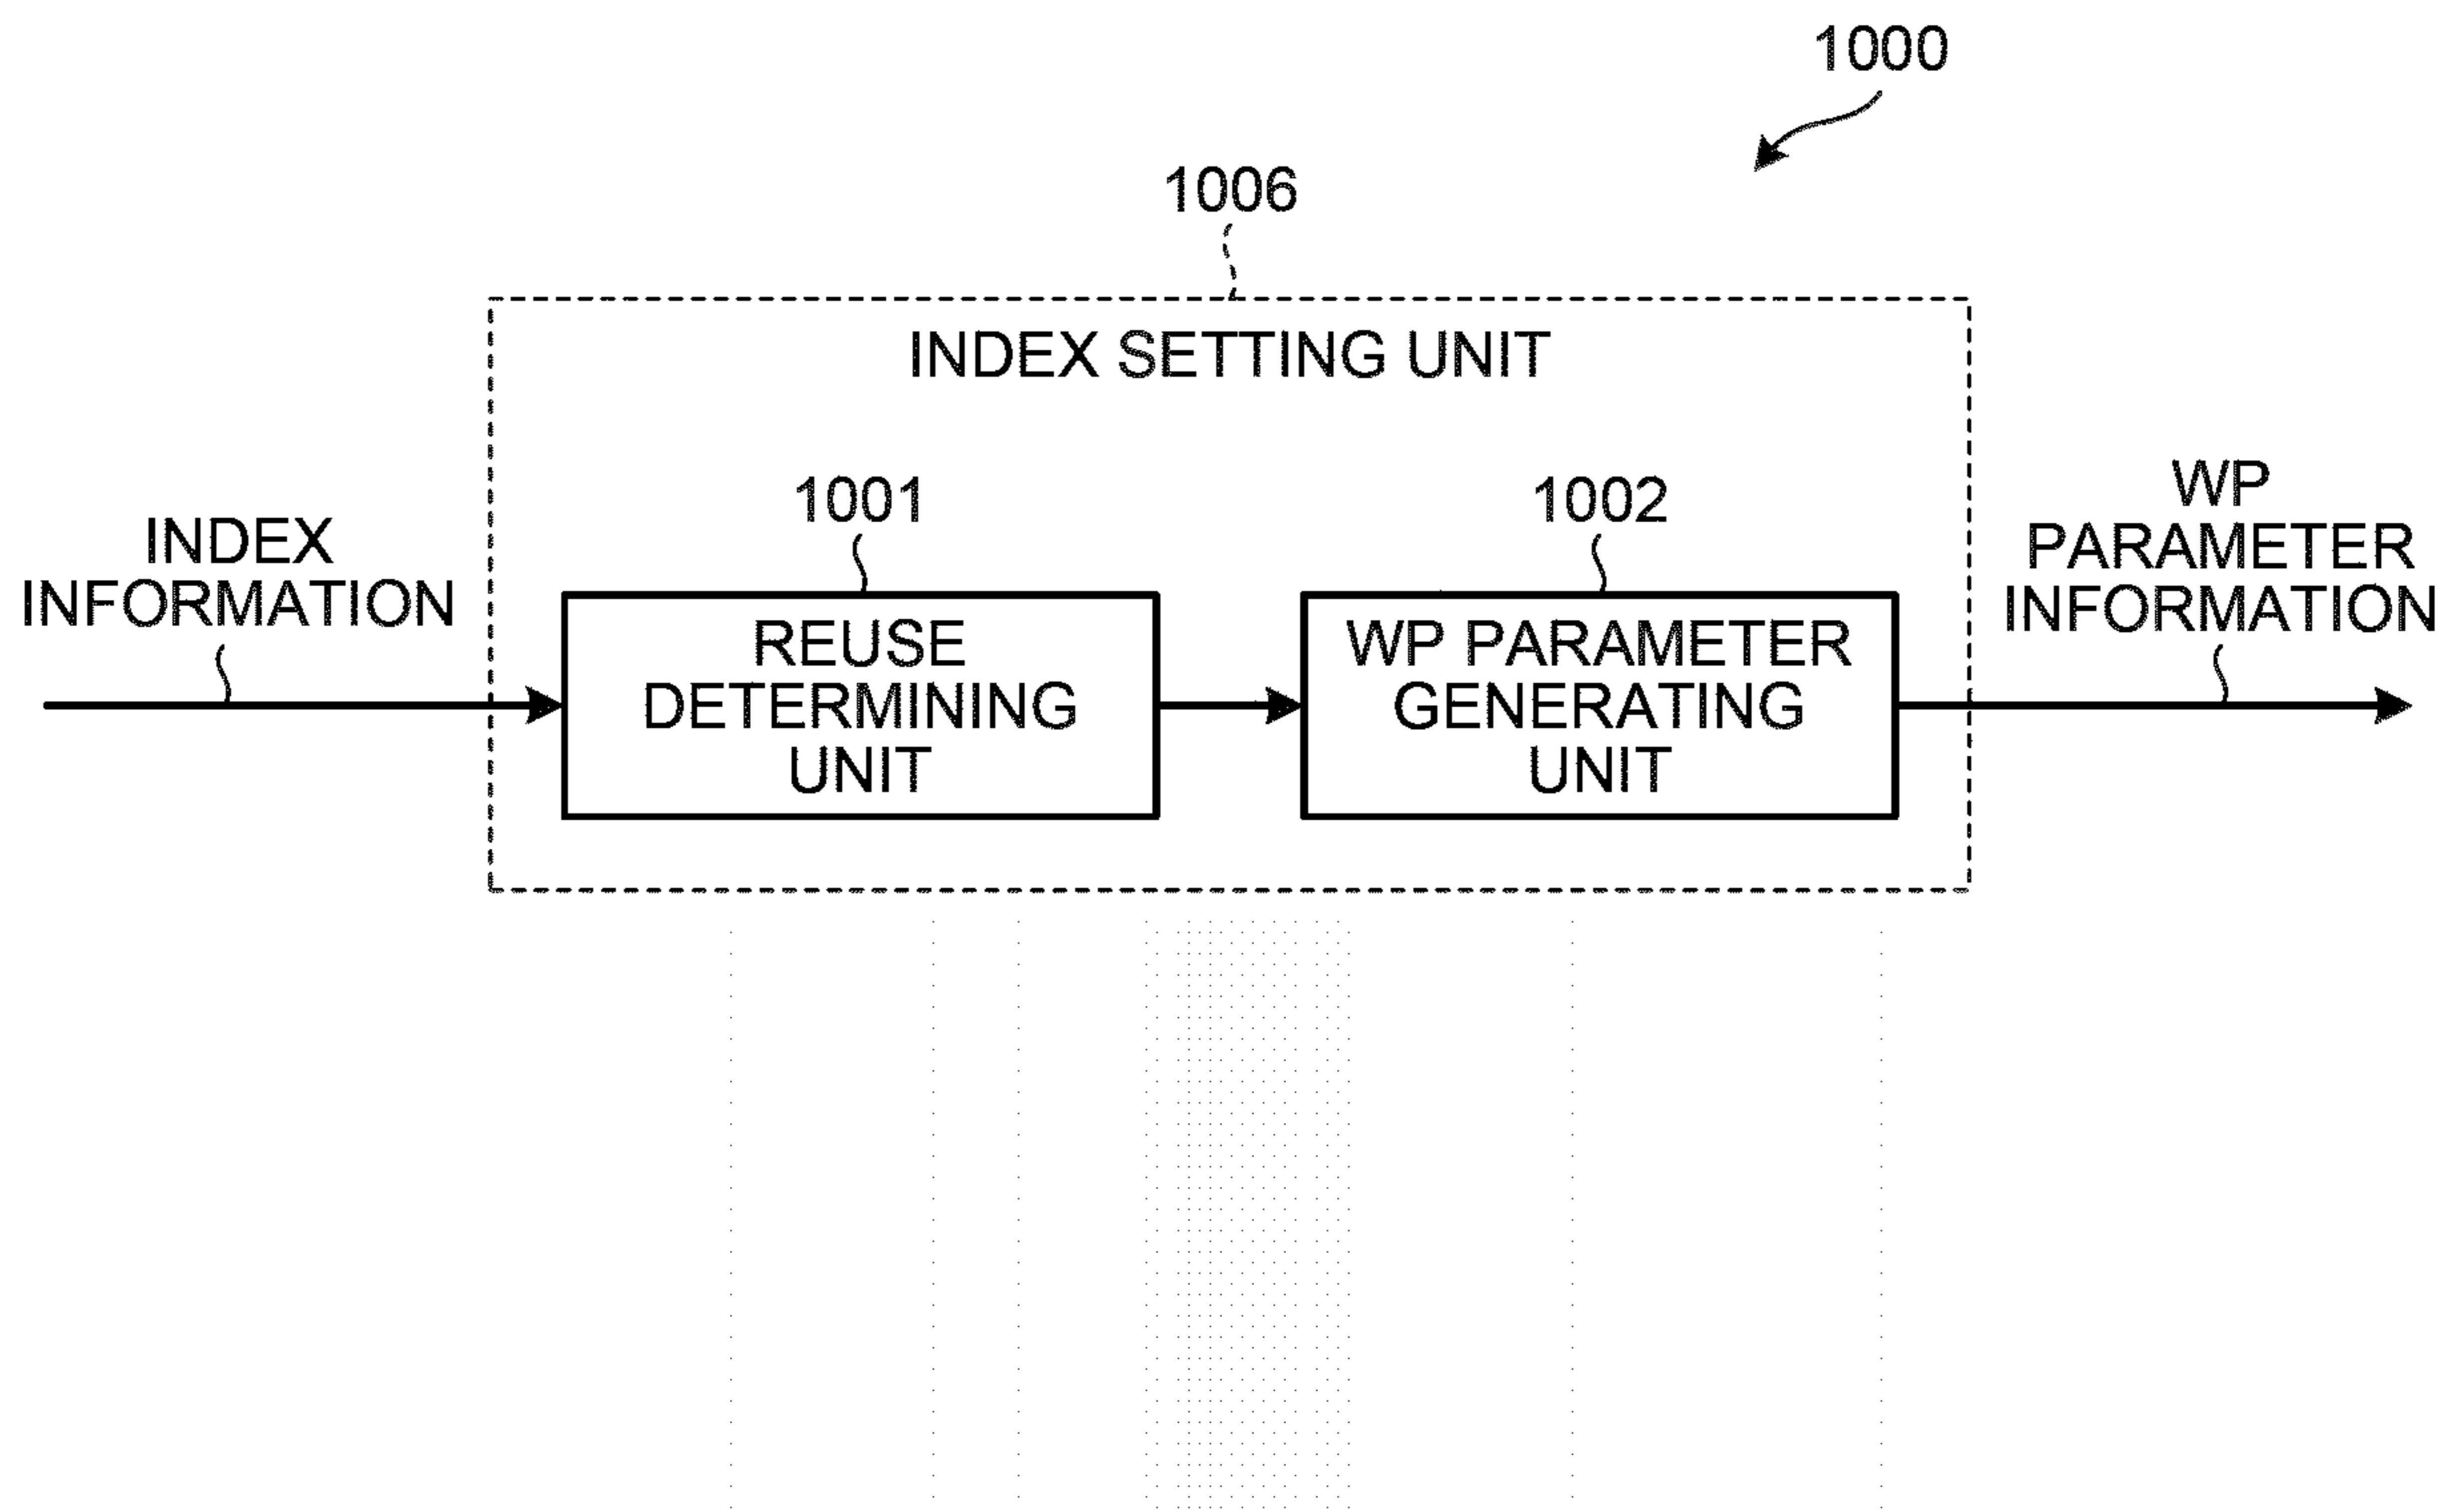 1000
1006
INDEX SETTING UNIT
INDEX
INFORMATION
1001
REUSE
DETERMINING
UNIT
1002
WP PARAMETER
GENERATING
UNIT
WP
PARAMETER
INFORMATION